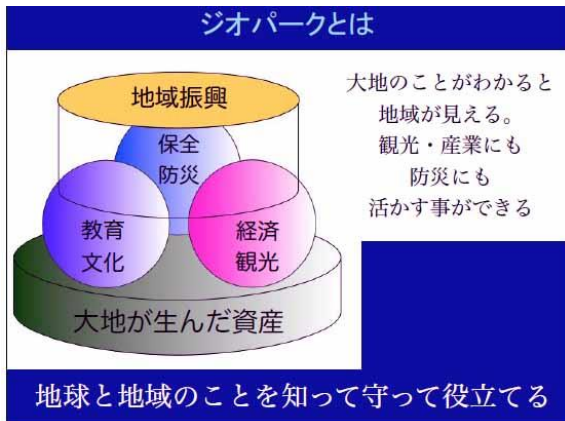 ジオパークとは
地域振興
保全
防災
教育
文化
経済
観光
大地が生んだ資産
大地のことがわかると
地域が見える。
観光・産業にも
防災にも
活かす事ができる
地球と地域のことを知って守って役立てる